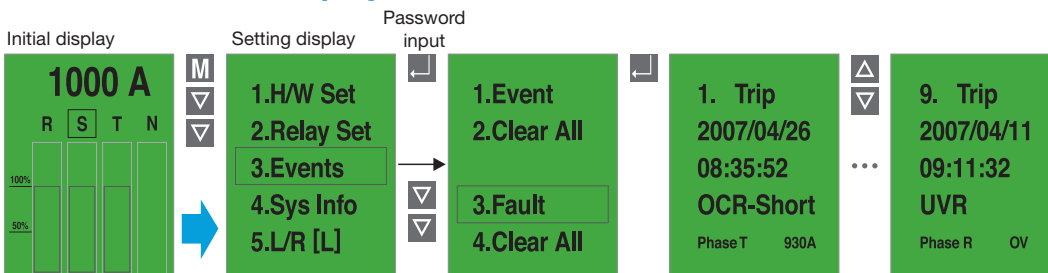 Password
input
Initial display
Setting display
1000 A
R S T N
100%
50%
M
1.H/W Set
2.Relay Set
3.Events
4.Sys Info
5.L/R [L]
1.Event
2.Clear All
3.Fault
4.Clear All
1. Trip
2007/04/26
08:35:52
OCR-Short
Phase T 930A
...
9. Trip
2007/04/11
09:11:32
UVR
Phase R OV